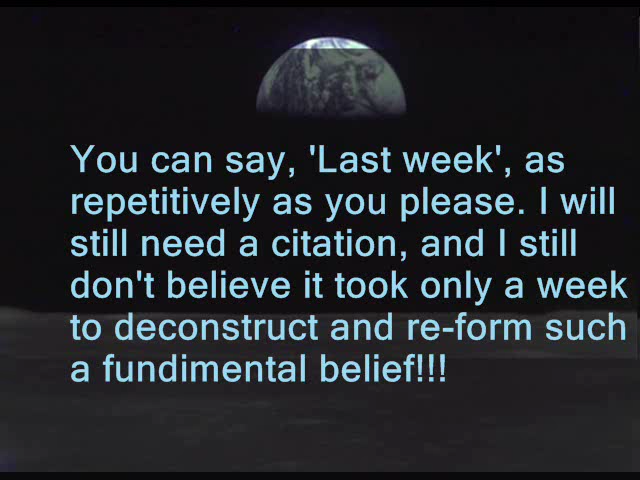 You can say, 'Last week', as
repetitively as you please. I will
still need a citation, and I still
don't believe it took only a week
to deconstruct and re-form such
a fundimental belief!!!